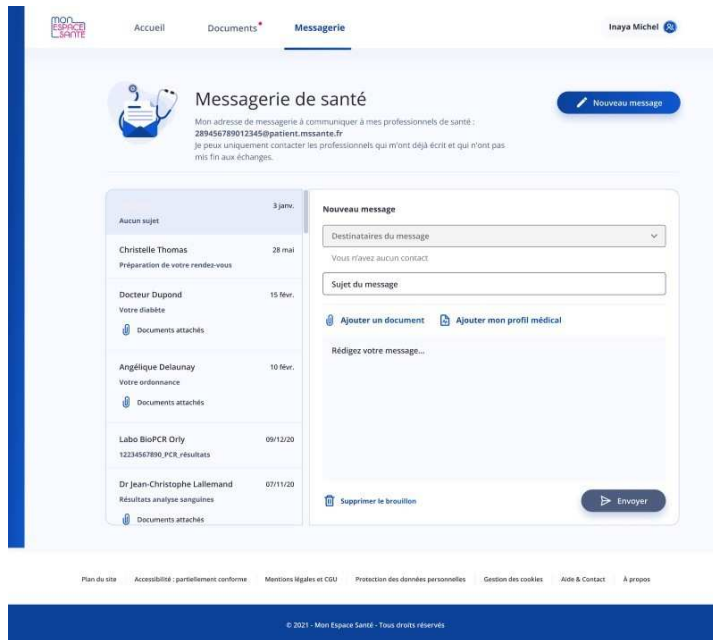 mon
ESPACE
SANTÉ
Accueil
Documents
Messagerie
Inaya Michel
Messagerie de santé
Nouveau message
Mon adresse de messagerie à communiquer à mes professionnels de santé :
289456789012345@patient.mssante.fr
Je peux uniquement contacter les professionnels qui m'ont déjà écrit et qui n'ont pas
mis fin aux échanges.
3 janv.
Aucun sujet
Christelle Thomas 28 mai
Préparation de votre rendez-vous
Docteur Dupond 15 févr.
Votre diabète
Documents attachés
Angélique Delaunay 10 févr.
Votre ordonnance
Documents attachés
Labo BioPCR Orly 09/12/20
12234567890_PCR_résultats
Dr Jean-Christophe Lallemand 07/11/20
Résultats analyse sanguines
Documents attachés
Nouveau message
Destinataires du message
Vous n'avez aucun contact
Sujet du message
Ajouter un document
Ajouter mon profil médical
Rédigez votre message...
Supprimer le brouillon
Envoyer
Plan du site Accessibilité : partiellement conforme Mentions légales et CGU Protection des données personnelles Gestion des cookies Aide & Contact À propos
© 2021 - Mon Espace Santé - Tous droits réservés